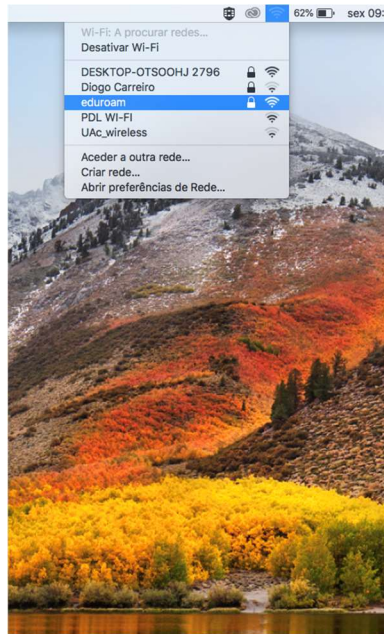 62% sex 09:
Wi-Fi: A procurar redes...
Desativar Wi-Fi
DESKTOP-OTSOOHJ 2796
Diogo Carreiro
eduroam
PDL WI-FI
UAc_wireless
Aceder a outra rede...
Criar rede...
Abrir preferências de Rede...